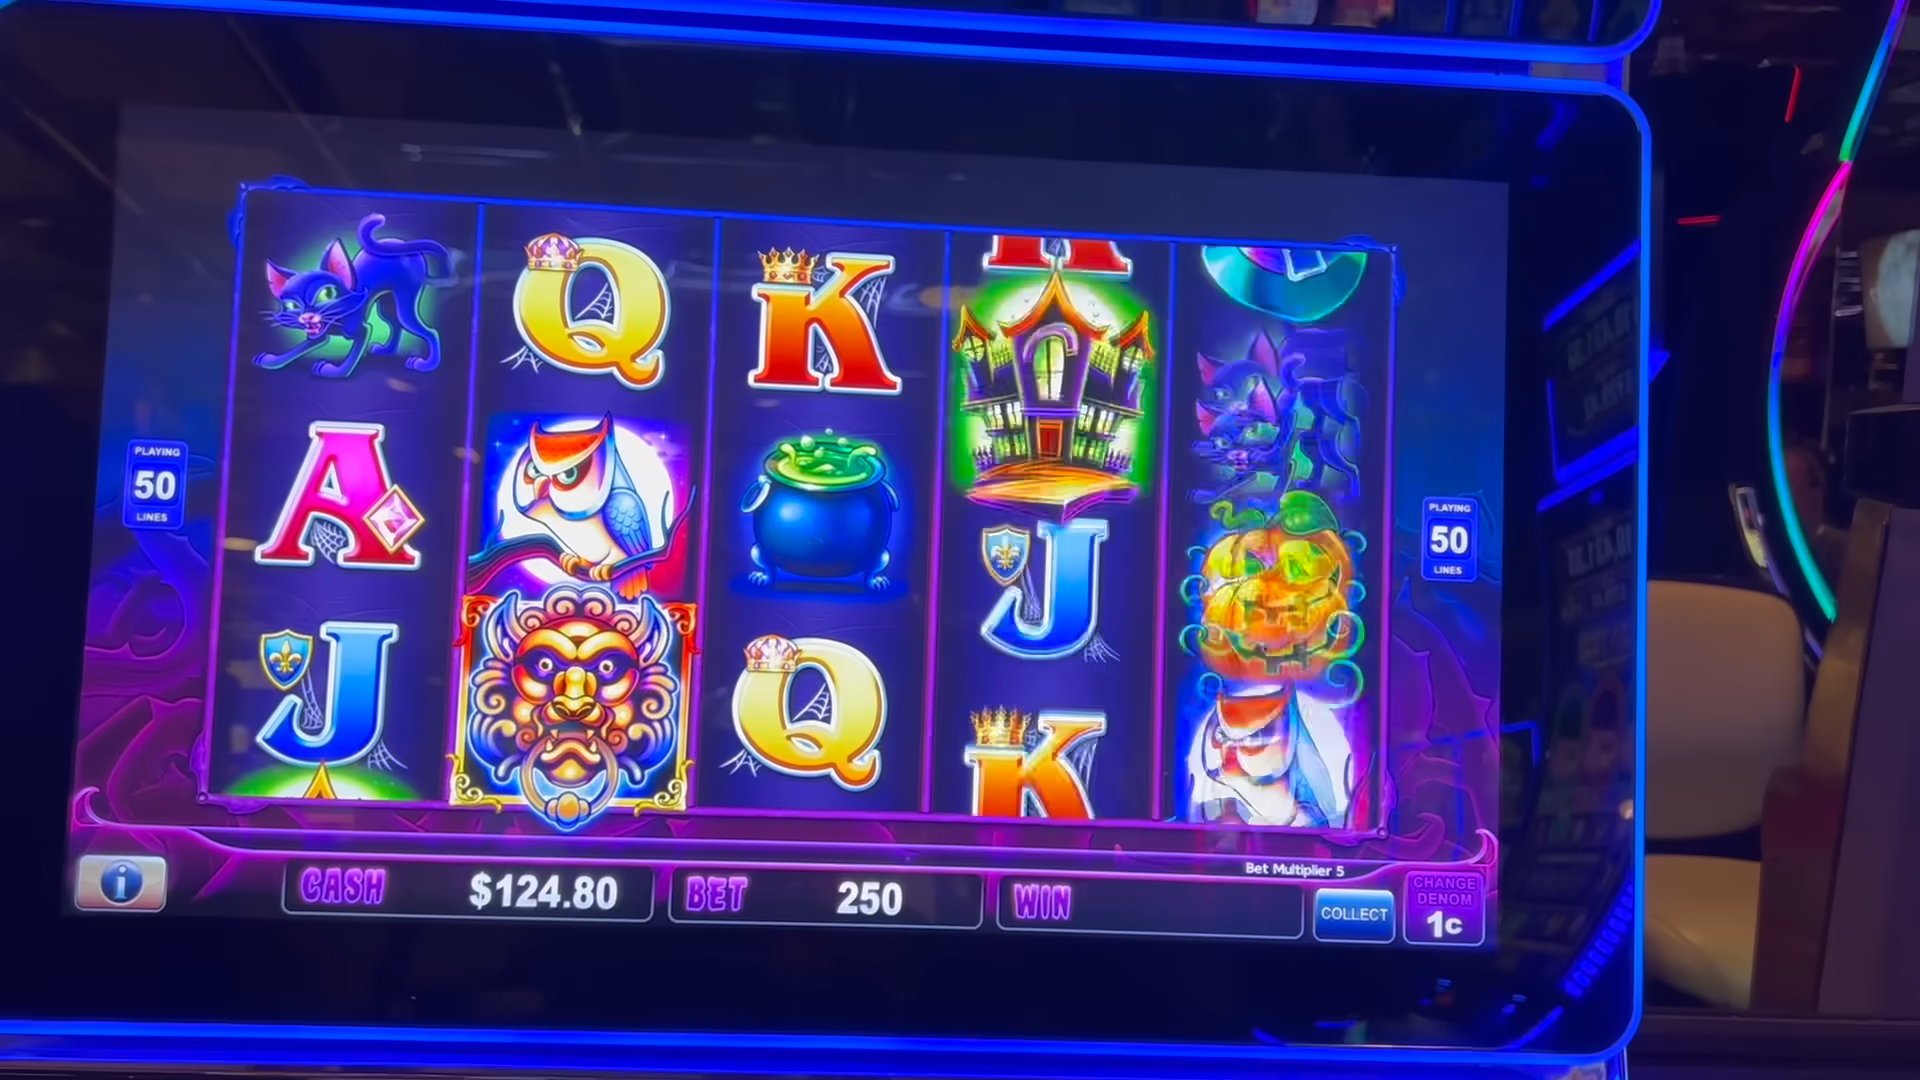 Q
K
K
A
PLAYING
50
LINES
J
PLAYING
50
LINES
J
Q
K
Bet Multiplier 5
CASH $124.80
BET 250
WIN
COLLECT
CHANGE
DENOM
1c